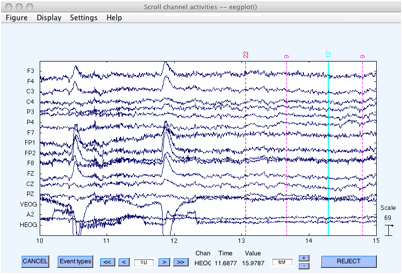 Scroll channel activities -- eegplot()
Figure Display Settings Help
22 9 12 9
F3
F4
C3
C4
P3
P4
F7
FP1
FP2
F8
FZ
CZ
PZ
YEOG
A2
HEOG
10 11 12 13 14 15
Scale
69
Chan Time Value
CANCEL Event types << < 10 > >> HEOG 11.6877 15.9787 69 + - REJECT